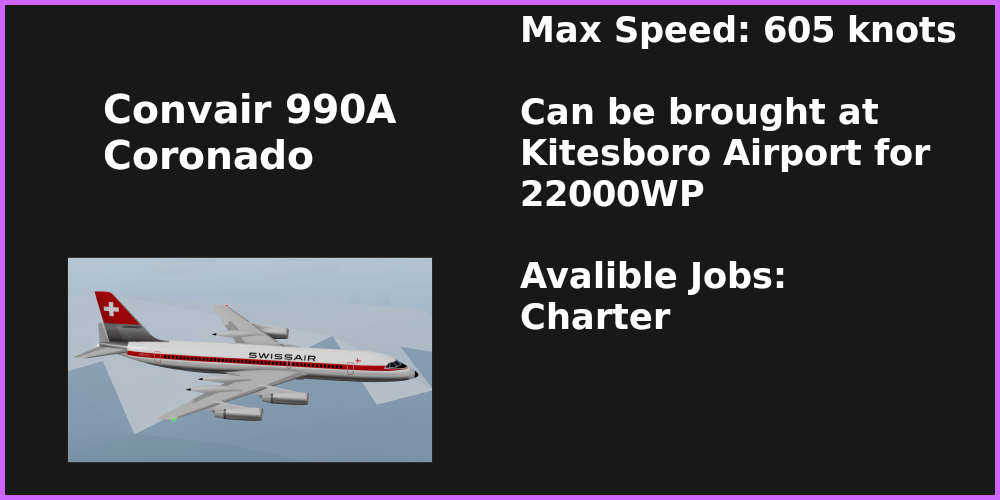 Convair 990A
Coronado
SWISSAIR
Max Speed: 605 knots
Can be brought at
Kitesboro Airport for
22000WP
Avalible Jobs:
Charter